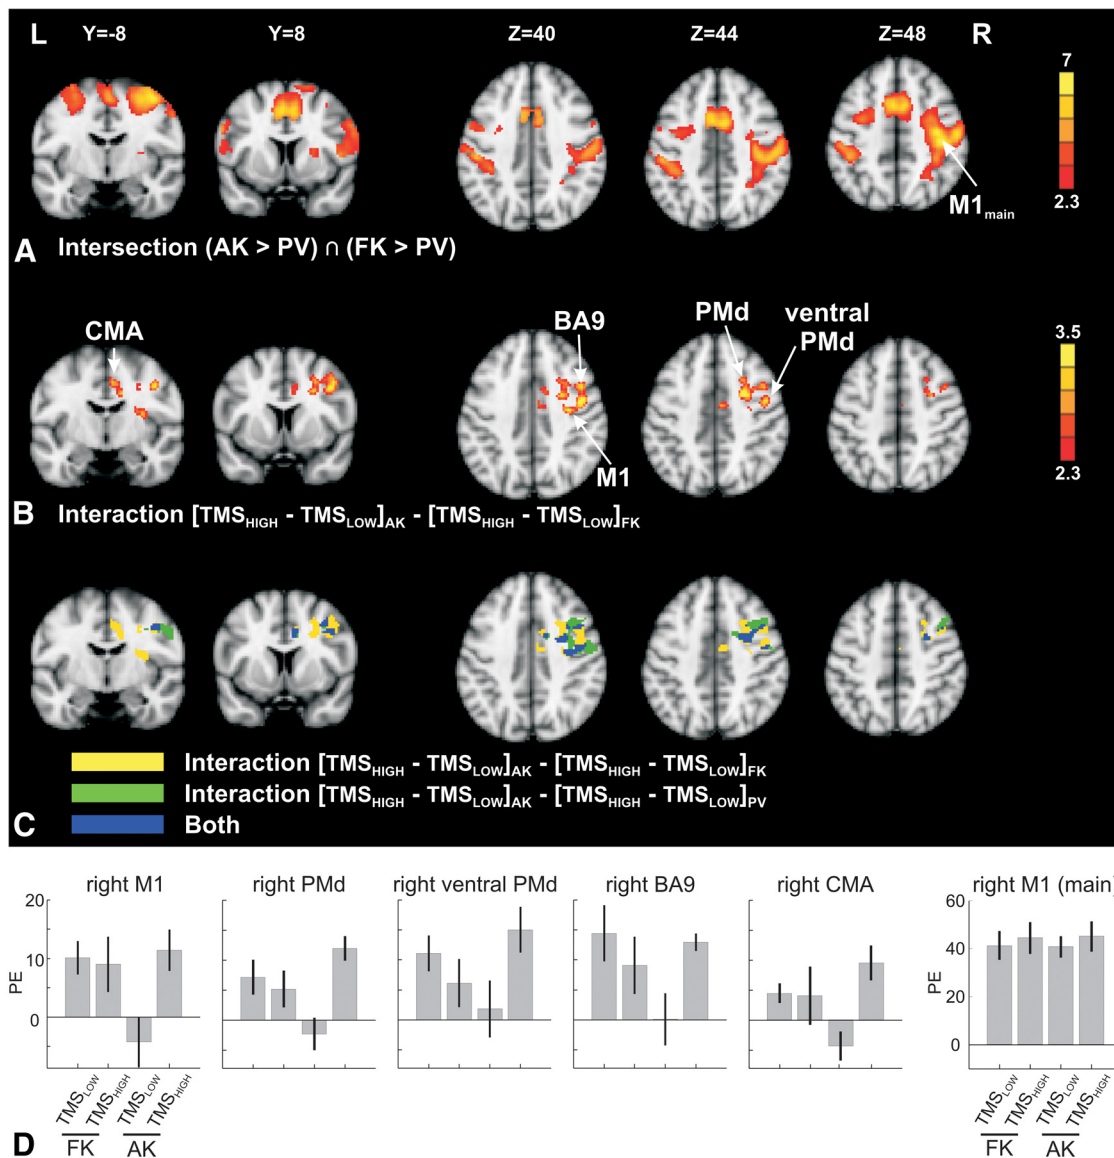 L Y=-8 Y=8 Z=40 Z=44 Z=48 R
7
2.3
M1main
A Intersection (AK > PV) ∩ (FK > PV)
CMA BA9 PMd ventral PMd
3.5
2.3
M1
B Interaction [TMSHIGH - TMSLOW]AK - [TMSHIGH - TMSLOW]FK
Interaction [TMSHIGH - TMSLOW]AK - [TMSHIGH - TMSLOW]FK
Interaction [TMSHIGH - TMSLOW]AK - [TMSHIGH - TMSLOW]PV
C Both
right M1 right PMd right ventral PMd right BA9 right CMA right M1 (main)
20 60
10 40
PE PE
20
0 0
TMSLOW TMSHIGH TMSLOW TMSHIGH TMSLOW TMSHIGH TMSLOW TMSHIGH
D FK AK FK AK